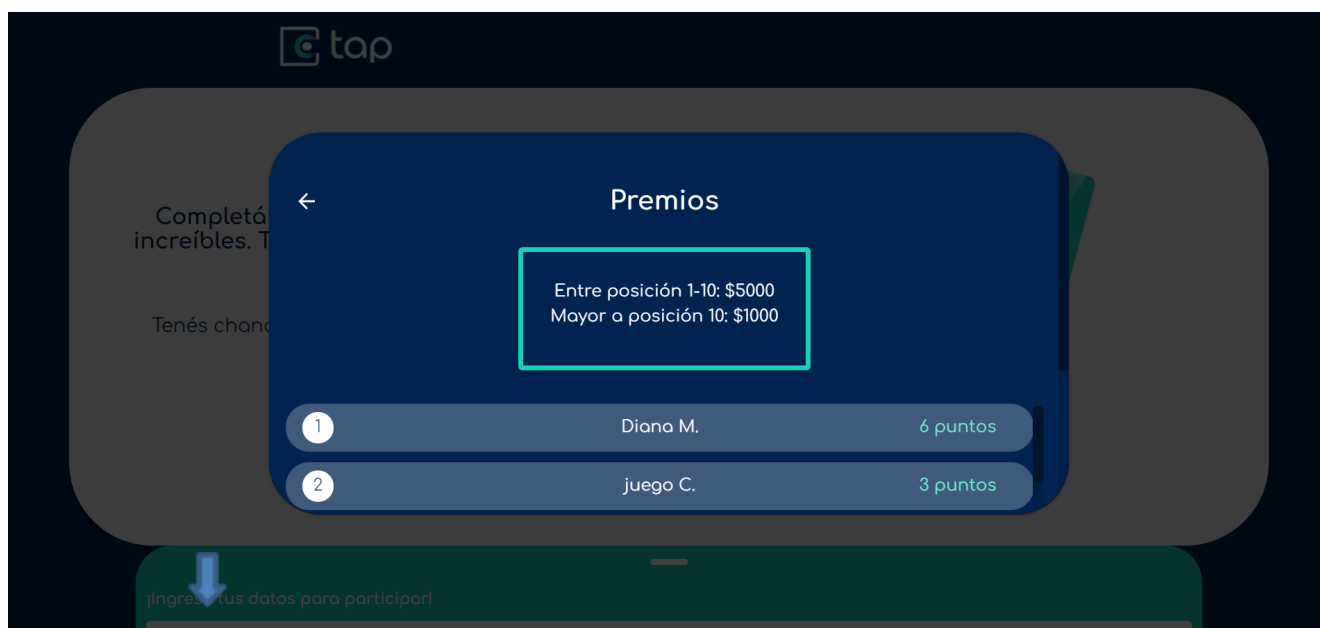 tap
Premios
Completá
increíbles. T
Entre posición 1-10: $5000
Mayor a posición 10: $1000
Tenés chanc
1 Diana M. 6 puntos
2 juego C. 3 puntos
¡Ingres tus datos para participar!